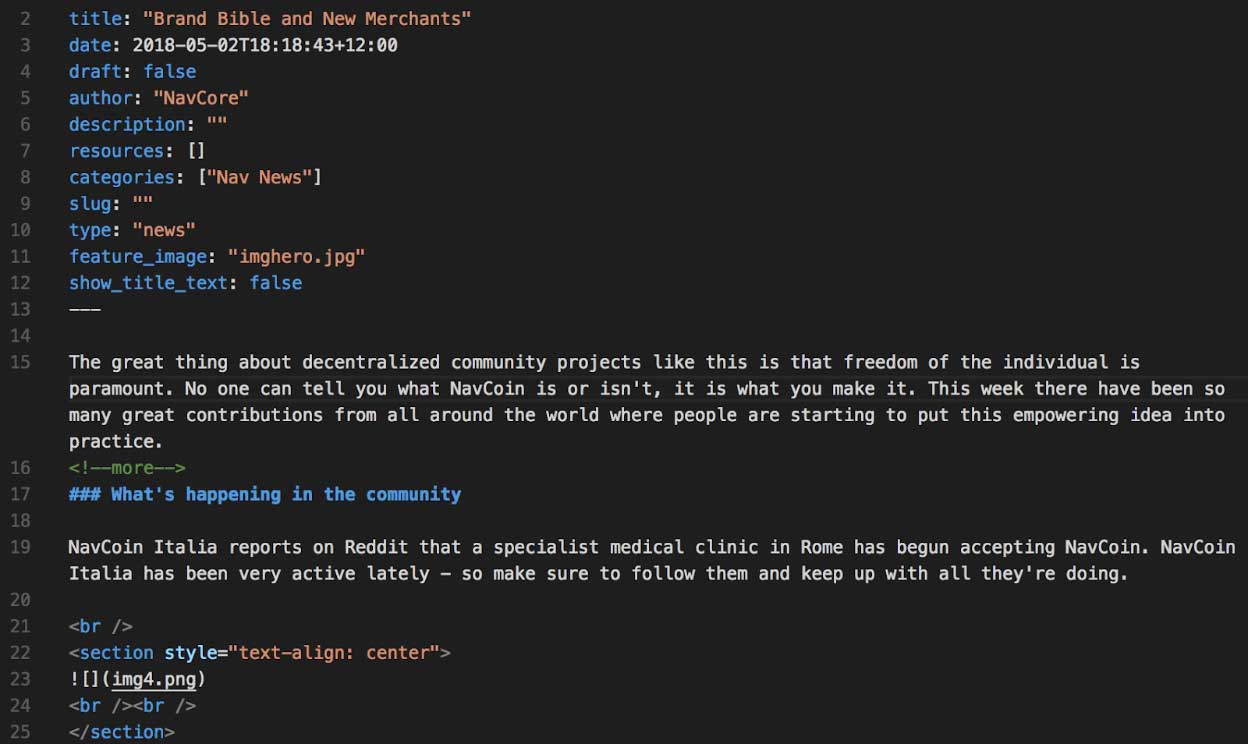 2 title: "Brand Bible and New Merchants"
3 date: 2018-05-02T18:18:43+12:00
4 draft: false
5 author: "NavCore"
6 description: ""
7 resources: []
8 categories: ["Nav News"]
9 slug: ""
10 type: "news"
11 feature_image: "imghero.jpg"
12 show_title_text: false
13 ---
14
15 The great thing about decentralized community projects like this is that freedom of the individual is
paramount. No one can tell you what NavCoin is or isn't, it is what you make it. This week there have been so
many great contributions from all around the world where people are starting to put this empowering idea into
practice.
16 <!--more-->
17 ### What's happening in the community
18
19 NavCoin Italia reports on Reddit that a specialist medical clinic in Rome has begun accepting NavCoin. NavCoin
Italia has been very active lately – so make sure to follow them and keep up with all they're doing.
20
21 <br />
22 <section style="text-align: center">
23 ![](img4.png)
24 <br /><br />
25 </section>